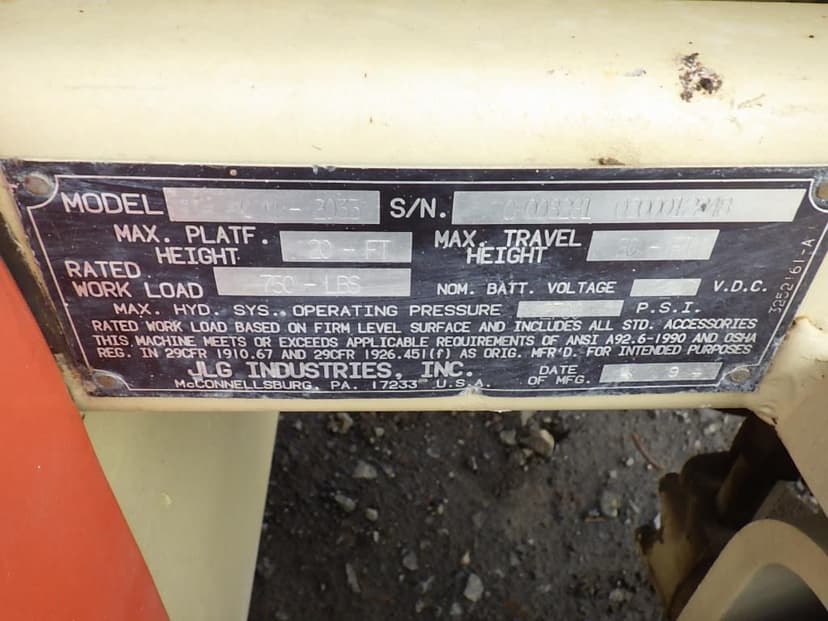 MODEL 2033 S/N.
MAX. PLATF. HEIGHT 20-FT MAX. TRAVEL HEIGHT
RATED WORK LOAD 750-LBS NOM. BATT. VOLTAGE V.D.C.
MAX. HYD. SYS. OPERATING PRESSURE P.S.I.
RATED WORK LOAD BASED ON FIRM LEVEL SURFACE AND INCLUDES ALL STD. ACCESSORIES
THIS MACHINE MEETS OR EXCEEDS APPLICABLE REQUIREMENTS OF ANSI A92.6-1990 AND OSHA
REG. IN 29CFR 1910.67 AND 29CFR 1926.451(f) AS ORIG. MFR'D. FOR INTENDED PURPOSES
JLG INDUSTRIES, INC. DATE OF MFG.
McCONNELLSBURG, PA. 17233 U.S.A.
3252161-A